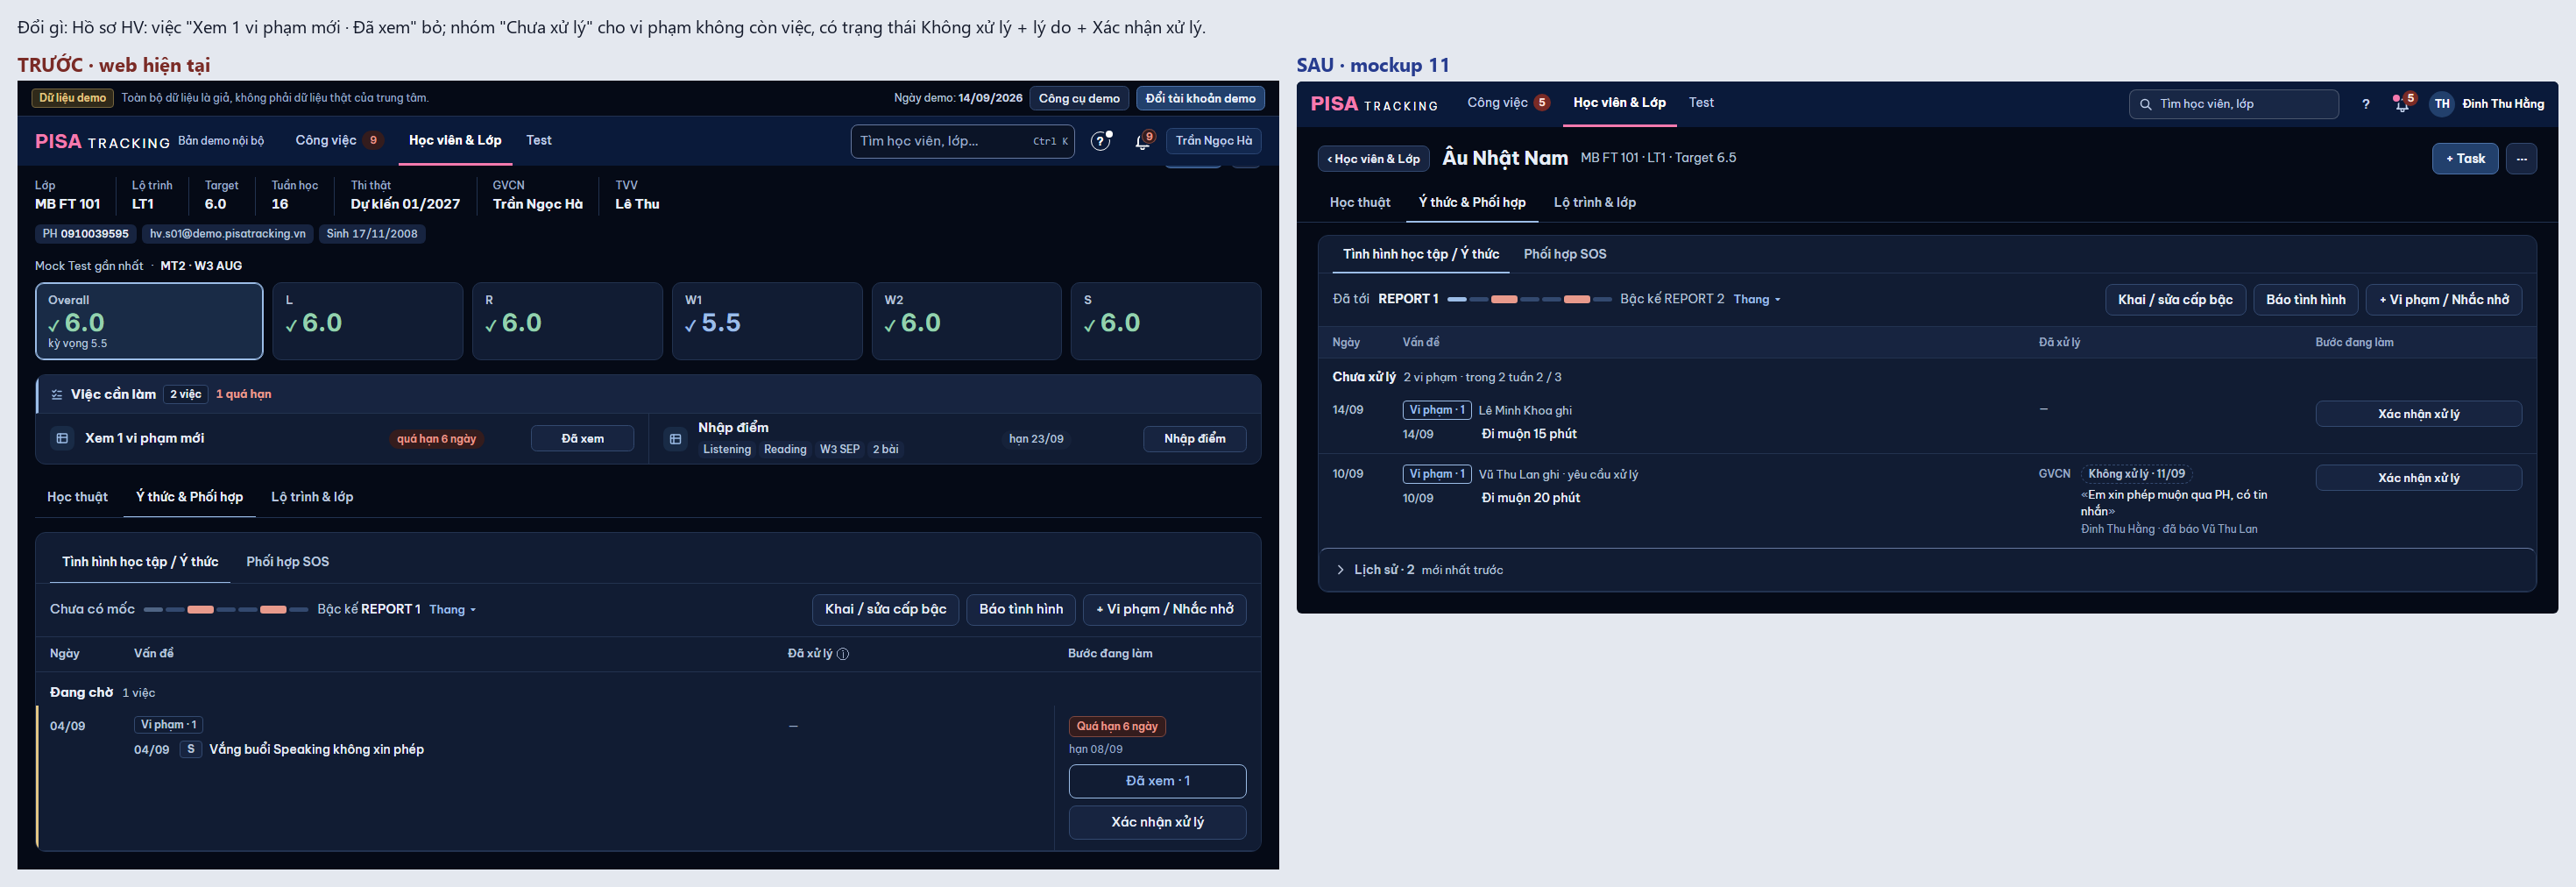 Đổi gì: Hồ sơ HV: việc "Xem 1 vi phạm mới · Đã xem" bỏ; nhóm "Chưa xử lý" cho vi phạm không còn việc, có trạng thái Không xử lý + lý do + Xác nhận xử lý.
TRƯỚC · web hiện tại
Dữ liệu demo Toàn bộ dữ liệu là giả, không phải dữ liệu thật của trung tâm. Ngày demo: 14/09/2026 Công cụ demo Đổi tài khoản demo
PISA TRACKING Bản demo nội bộ Công việc 9 Học viên & Lớp Test Tìm học viên, lớp... Ctrl K ? 9 Trần Ngọc Hà
Lớp Lộ trình Target Tuần học Thi thật GVCN TVV
MB FT 101 LT1 6.0 16 Dự kiến 01/2027 Trần Ngọc Hà Lê Thu
PH 0910039595 hv.s01@demo.pisatracking.vn Sinh 17/11/2008
Mock Test gần nhất · MT2 · W3 AUG
Overall L R W1 W2 S
✓ 6.0 ✓ 6.0 ✓ 6.0 ✓ 5.5 ✓ 6.0 ✓ 6.0
kỳ vọng 5.5
Việc cần làm 2 việc 1 quá hạn
Xem 1 vi phạm mới quá hạn 6 ngày Đã xem
Nhập điểm
Listening Reading W3 SEP 2 bài hạn 23/09 Nhập điểm
Học thuật Ý thức & Phối hợp Lộ trình & lớp
Tình hình học tập / Ý thức Phối hợp SOS
Chưa có mốc Bậc kế REPORT 1 Thang Khai / sửa cấp bậc Báo tình hình + Vi phạm / Nhắc nhở
Ngày Vấn đề Đã xử lý Bước đang làm
Đang chờ 1 việc
04/09 Vi phạm · 1 — Quá hạn 6 ngày
04/09 S Vắng buổi Speaking không xin phép hạn 08/09
Đã xem · 1
Xác nhận xử lý
SAU · mockup 11
PISA TRACKING Công việc 5 Học viên & Lớp Test Tìm học viên, lớp ? 5 TH Đinh Thu Hằng
‹ Học viên & Lớp Âu Nhật Nam MB FT 101 · LT1 · Target 6.5 + Task ···
Học thuật Ý thức & Phối hợp Lộ trình & lớp
Tình hình học tập / Ý thức Phối hợp SOS
Đã tới REPORT 1 Bậc kế REPORT 2 Thang Khai / sửa cấp bậc Báo tình hình + Vi phạm / Nhắc nhở
Ngày Vấn đề Đã xử lý Bước đang làm
Chưa xử lý 2 vi phạm · trong 2 tuần 2 / 3
14/09 Vi phạm · 1 Lê Minh Khoa ghi — Xác nhận xử lý
14/09 Đi muộn 15 phút
10/09 Vi phạm · 1 Vũ Thu Lan ghi · yêu cầu xử lý GVCN Không xử lý · 11/09 Xác nhận xử lý
10/09 Đi muộn 20 phút «Em xin phép muộn qua PH, có tin
nhắn»
Đinh Thu Hằng · đã báo Vũ Thu Lan
Lịch sử · 2 mới nhất trước